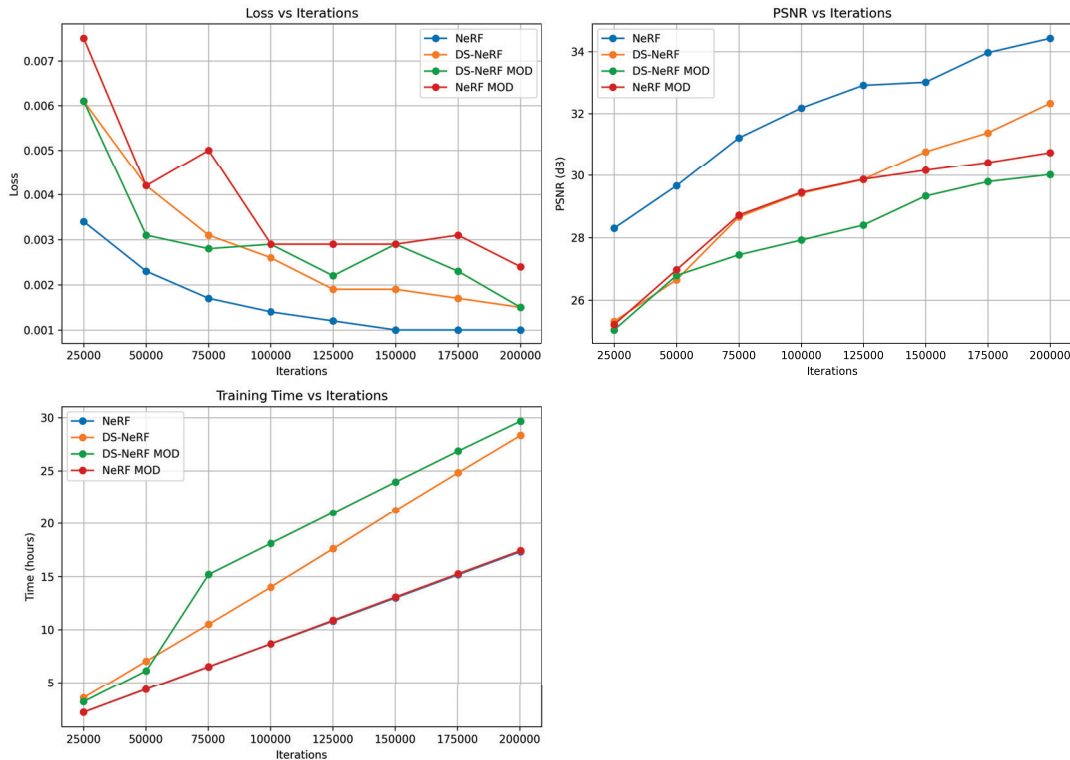 Loss vs Iterations
Loss
0.007
0.006
0.005
0.004
0.003
0.002
0.001
NeRF
DS-NeRF
DS-NeRF MOD
NeRF MOD
25000 50000 75000 100000 125000 150000 175000 200000
Iterations
PSNR vs Iterations
PSNR (d3)
34
32
30
28
26
NeRF
DS-NeRF
DS-NeRF MOD
NeRF MOD
25000 50000 75000 100000 125000 150000 175000 200000
Iterations
Training Time vs Iterations
Time (hours)
30
25
20
15
10
5
NeRF
DS-NeRF
DS-NeRF MOD
NeRF MOD
25000 50000 75000 100000 125000 150000 175000 200000
Iterations